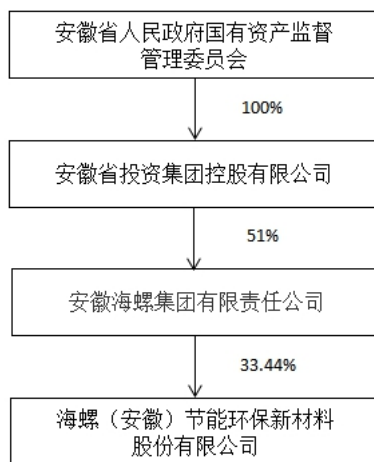 安徽省人民政府国有资产监督
管理委员会
100%
安徽省投资集团控股有限公司
51%
安徽海螺集团有限责任公司
33.44%
海螺（安徽）节能环保新材料
股份有限公司